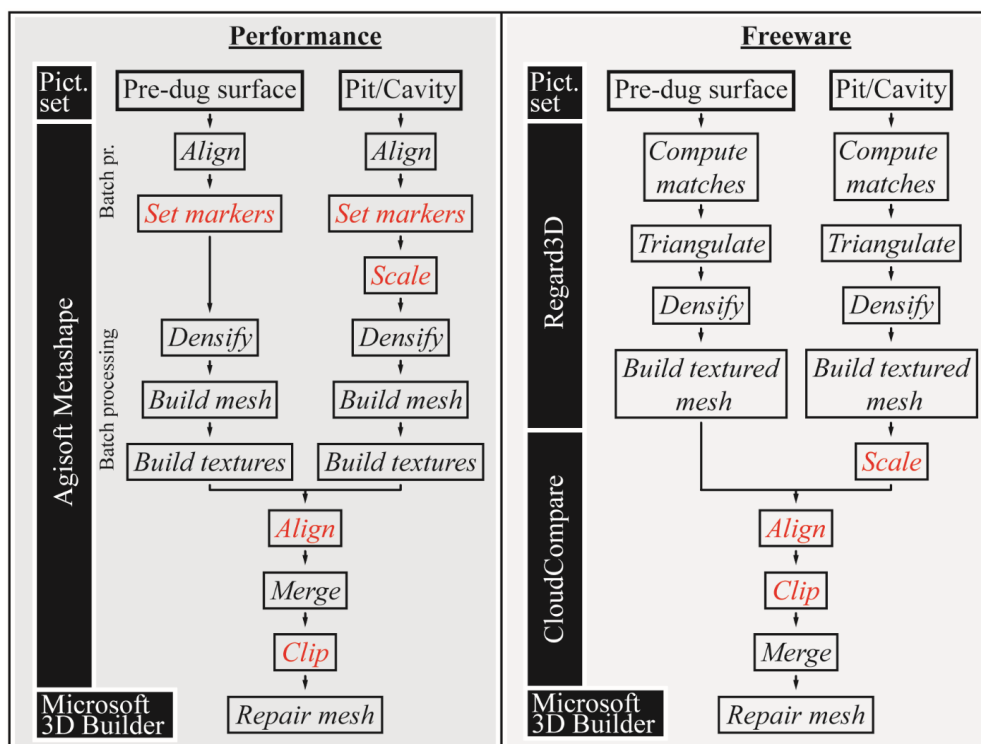 Performance
Pict.
set
Pre-dug surface
Pit/Cavity
Agisoft Metashape
Batch pr.
Align
Align
Set markers
Set markers
Scale
Batch processing
Densify
Densify
Build mesh
Build mesh
Build textures
Build textures
Align
Merge
Clip
Microsoft
3D Builder
Repair mesh
Freeware
Pict.
set
Pre-dug surface
Pit/Cavity
Regard3D
Compute
matches
Compute
matches
Triangulate
Triangulate
Densify
Densify
Build textured
mesh
Build textured
mesh
CloudCompare
Scale
Align
Clip
Merge
Microsoft
3D Builder
Repair mesh